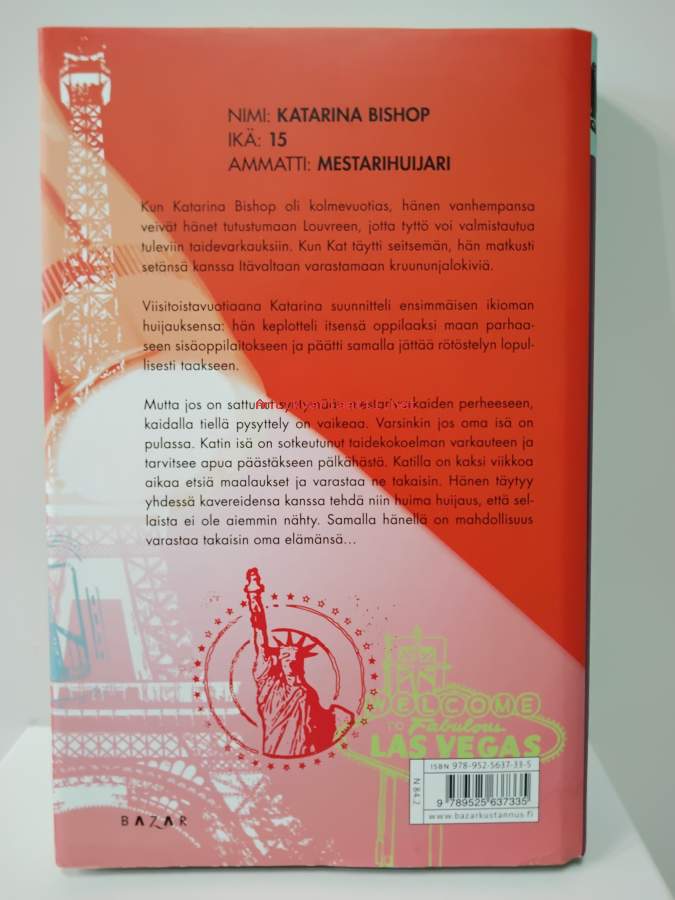 NIMI: KATARINA BISHOP
IKÄ: 15
AMMATTI: MESTARIHUIJARI
Kun Katarina Bishop oli kolmevuotias, hänen vanhempansa
veivät hänet tutustumaan Louvreen, jotta tyttö voi valmistautua
tuleviin taidevarkauksiin. Kun Kat täytti seitsemän, hän matkusti
setänsä kanssa Itävaltaan varastamaan kruununjalokiviä.
Viisitoistavuotiaana Katarina suunnitteli ensimmäisen ikioman
huijauksensa: hän keplotteli itsensä oppilaaksi maan parhaa-
seen sisäoppilaitokseen ja päätti samalla jättää rötöstelyn lopul-
lisesti taakseen.
Mutta jos on sattunut syntymään mestarivarkaiden perheeseen,
kaidalla tiellä pysyttely on vaikeaa. Varsinkin jos oma isä on
pulassa. Katin isä on sotkeutunut taidekokoelman varkauteen ja
tarvitsee apua päästäkseen pälkähästä. Katilla on kaksi viikkoa
aikaa etsiä maalaukset ja varastaa ne takaisin. Hänen täytyy
yhdessä kavereidensa kanssa tehdä niin huima huijaus, että sel-
laista ei ole aiemmin nähty. Samalla hänellä on mahdollisuus
varastaa takaisin oma elämänsä...
WELCOME
TO Fabulous
LAS VEGAS
ISBN 978-952-5637-33-5
N 84.2
9 789525 637335
www.bazarkustannus.fi
BAZAR